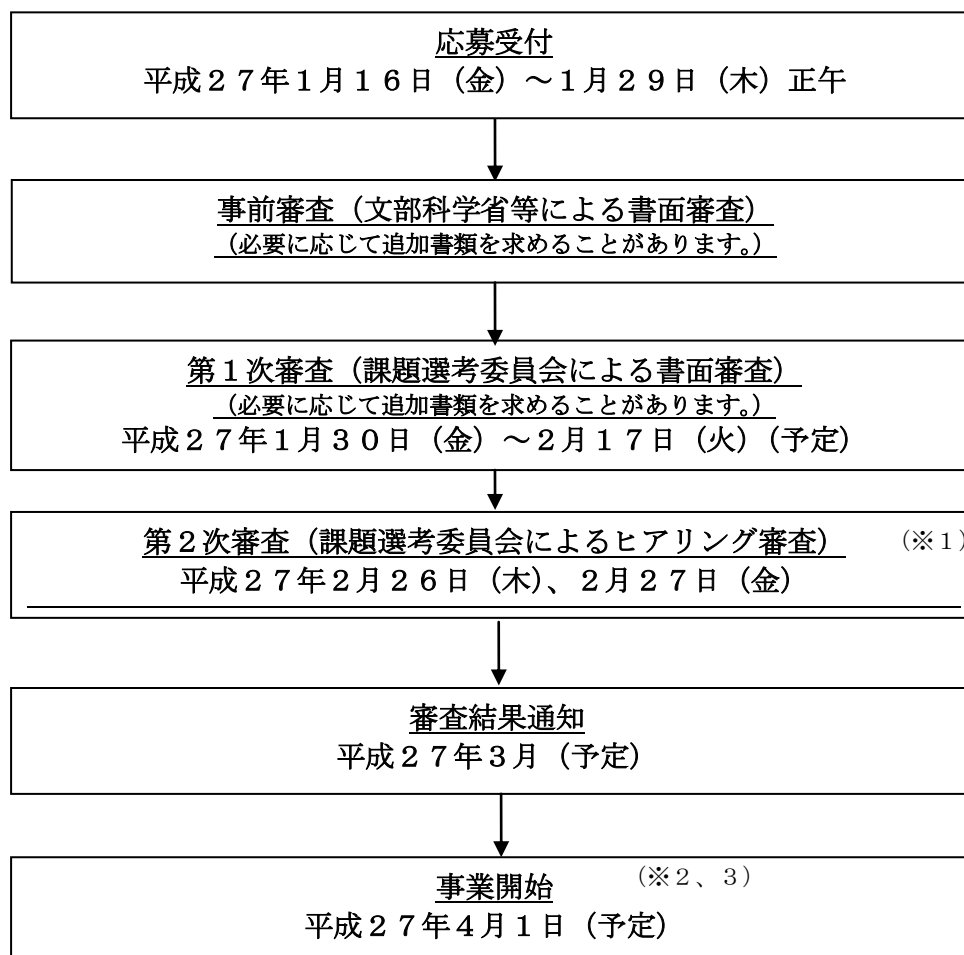 応募受付
平成２７年１月１６日（金）～１月２９日（木）正午
事前審査（文部科学省等による書面審査）
（必要に応じて追加書類を求めることがあります。）
第１次審査（課題選考委員会による書面審査）
（必要に応じて追加書類を求めることがあります。）
平成２７年１月３０日（金）～２月１７日（火）（予定）
第２次審査（課題選考委員会によるヒアリング審査） （※１）
平成２７年２月２６日（木）、２月２７日（金）
審査結果通知
平成２７年３月（予定）
事業開始 （※２、３）
平成２７年４月１日（予定）